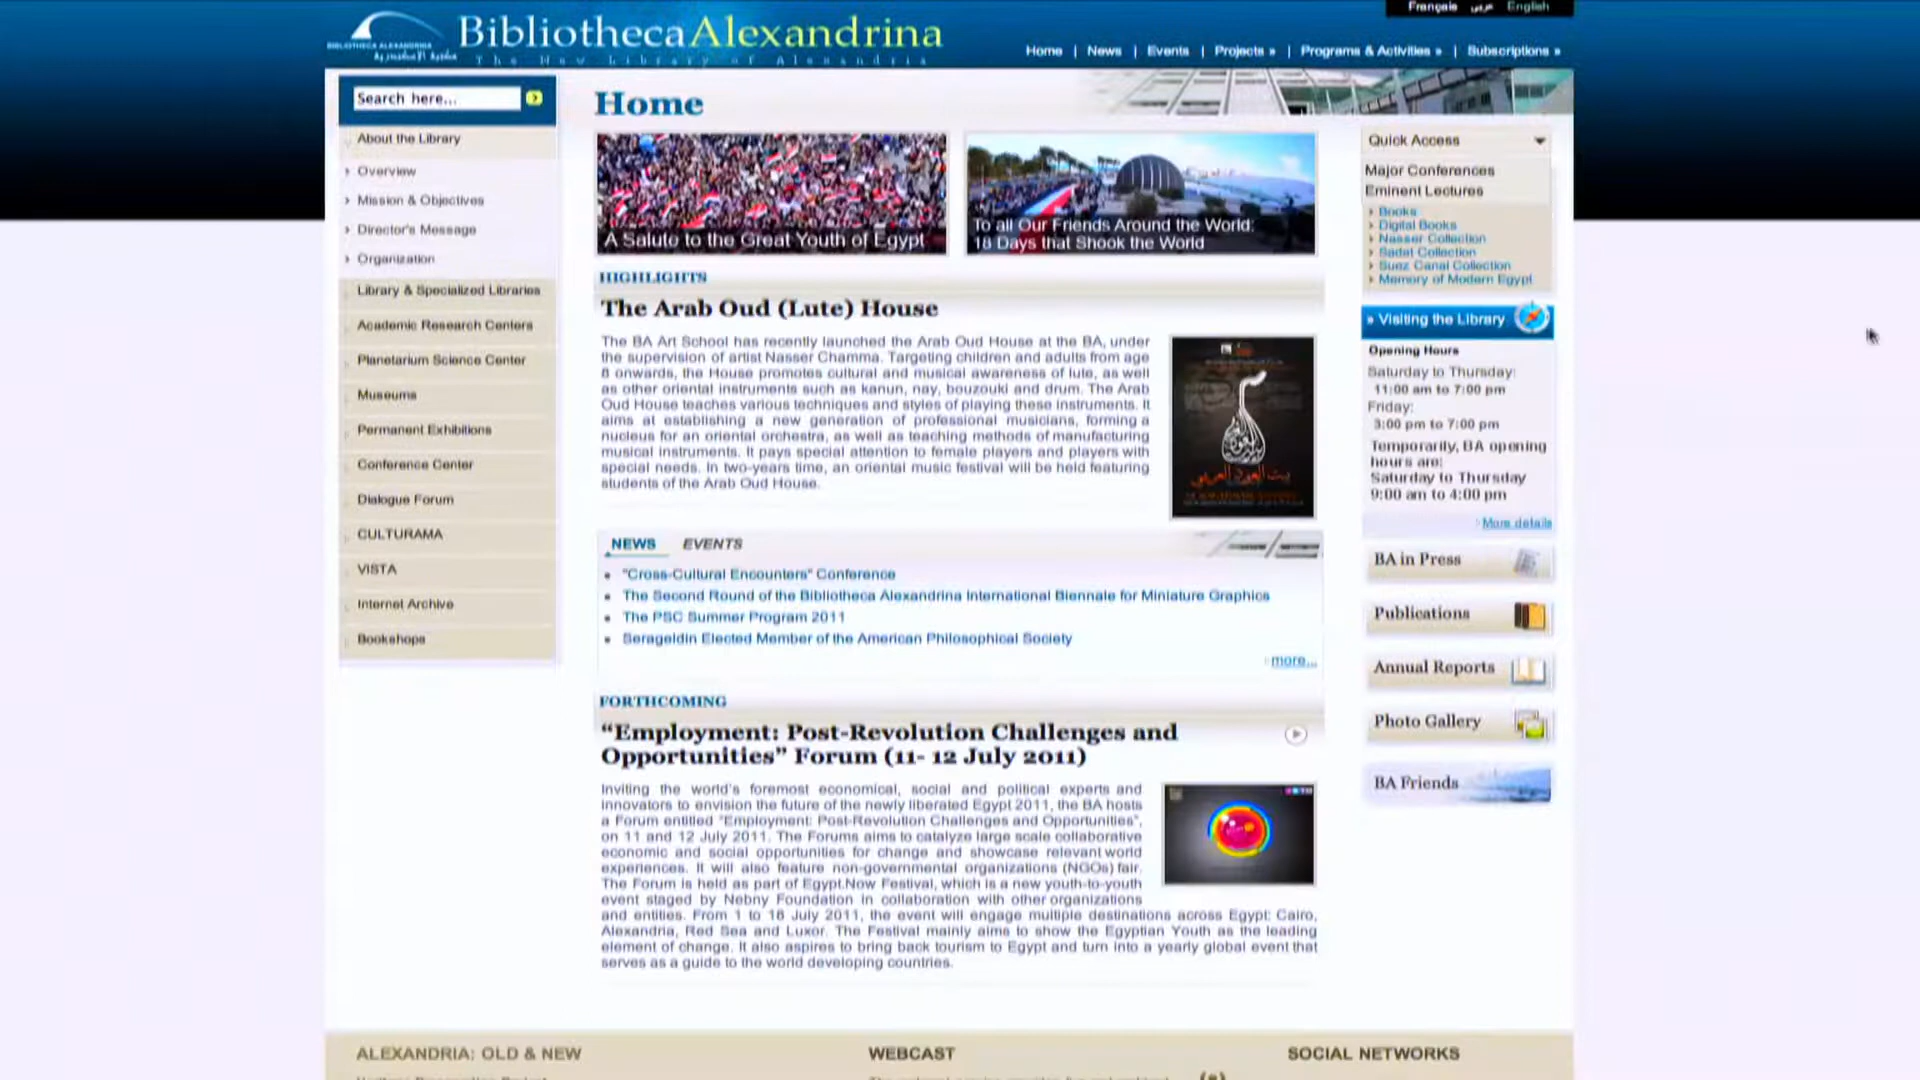 Français عربى English
BIBLIOTHECA ALEXANDRINA
مكتبة الإسكندرية
BibliothecaAlexandrina
The New Library of Alexandria
Home | News | Events | Projects » | Programs & Activities » | Subscriptions »
Search here...
About the Library
Overview
Mission & Objectives
Director's Message
Organization
Library & Specialized Libraries
Academic Research Centers
Planetarium Science Center
Museums
Permanent Exhibitions
Conference Center
Dialogue Forum
CULTURAMA
VISTA
Internet Archive
Bookshops
Home
A Salute to the Great Youth of Egypt
To all Our Friends Around the World:
18 Days that Shook the World
HIGHLIGHTS
The Arab Oud (Lute) House
The BA Art School has recently launched the Arab Oud House at the BA, under
the supervision of artist Nasser Chamma. Targeting children and adults from age
8 onwards, the House promotes cultural and musical awareness of lute, as well
as other oriental instruments such as kanun, nay, bouzouki and drum. The Arab
Oud House teaches various techniques and styles of playing these instruments. It
aims at establishing a new generation of professional musicians, forming a
nucleus for an oriental orchestra, as well as teaching methods of manufacturing
musical instruments. It pays special attention to female players and players with
special needs. In two-years time, an oriental music festival will be held featuring
students of the Arab Oud House.
بيت العود العربي
NEWS EVENTS
"Cross-Cultural Encounters" Conference
The Second Round of the Bibliotheca Alexandrina International Biennale for Miniature Graphics
The PSC Summer Program 2011
Serageldin Elected Member of the American Philosophical Society
more...
FORTHCOMING
“Employment: Post-Revolution Challenges and
Opportunities” Forum (11- 12 July 2011)
Inviting the world's foremost economical, social and political experts and
innovators to envision the future of the newly liberated Egypt 2011, the BA hosts
a Forum entitled "Employment: Post-Revolution Challenges and Opportunities",
on 11 and 12 July 2011. The Forums aims to catalyze large scale collaborative
economic and social opportunities for change and showcase relevant world
experiences. It will also feature non-governmental organizations (NGOs) fair.
The Forum is held as part of Egypt.Now Festival, which is a new youth-to-youth
event staged by Nebny Foundation in collaboration with other organizations
and entities. From 1 to 18 July 2011, the event will engage multiple destinations across Egypt: Cairo,
Alexandria, Red Sea and Luxor. The Festival mainly aims to show the Egyptian Youth as the leading
element of change. It also aspires to bring back tourism to Egypt and turn into a yearly global event that
serves as a guide to the world developing countries.
Quick Access
Major Conferences
Eminent Lectures
Books
Digital Books
Nasser Collection
Sadat Collection
Suez Canal Collection
Memory of Modern Egypt
» Visiting the Library
Opening Hours
Saturday to Thursday:
11:00 am to 7:00 pm
Friday:
3:00 pm to 7:00 pm
Temporarily, BA opening
hours are:
Saturday to Thursday
9:00 am to 4:00 pm
More details
BA in Press
Publications
Annual Reports
Photo Gallery
BA Friends
ALEXANDRIA: OLD & NEW
WEBCAST
SOCIAL NETWORKS